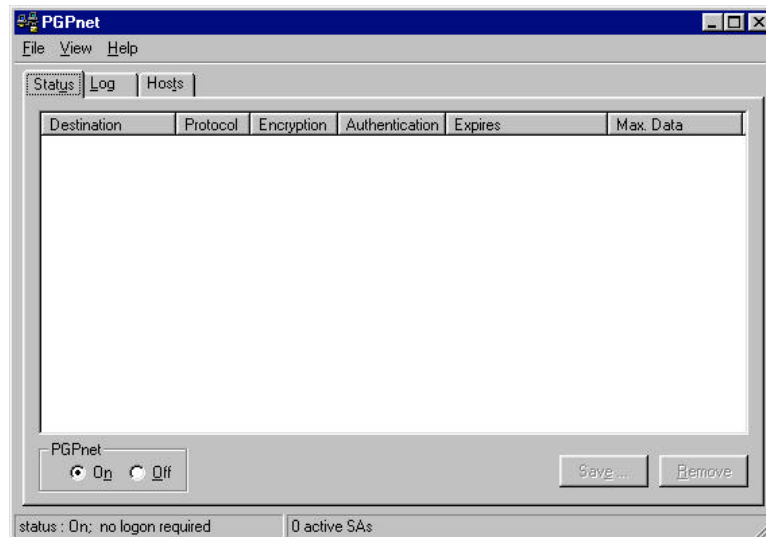 PGPnet
File View Help
Status Log Hosts
Destination Protocol Encryption Authentication Expires Max. Data
PGPnet
On Off
Save ... Remove
status : On; no logon required 0 active SAs